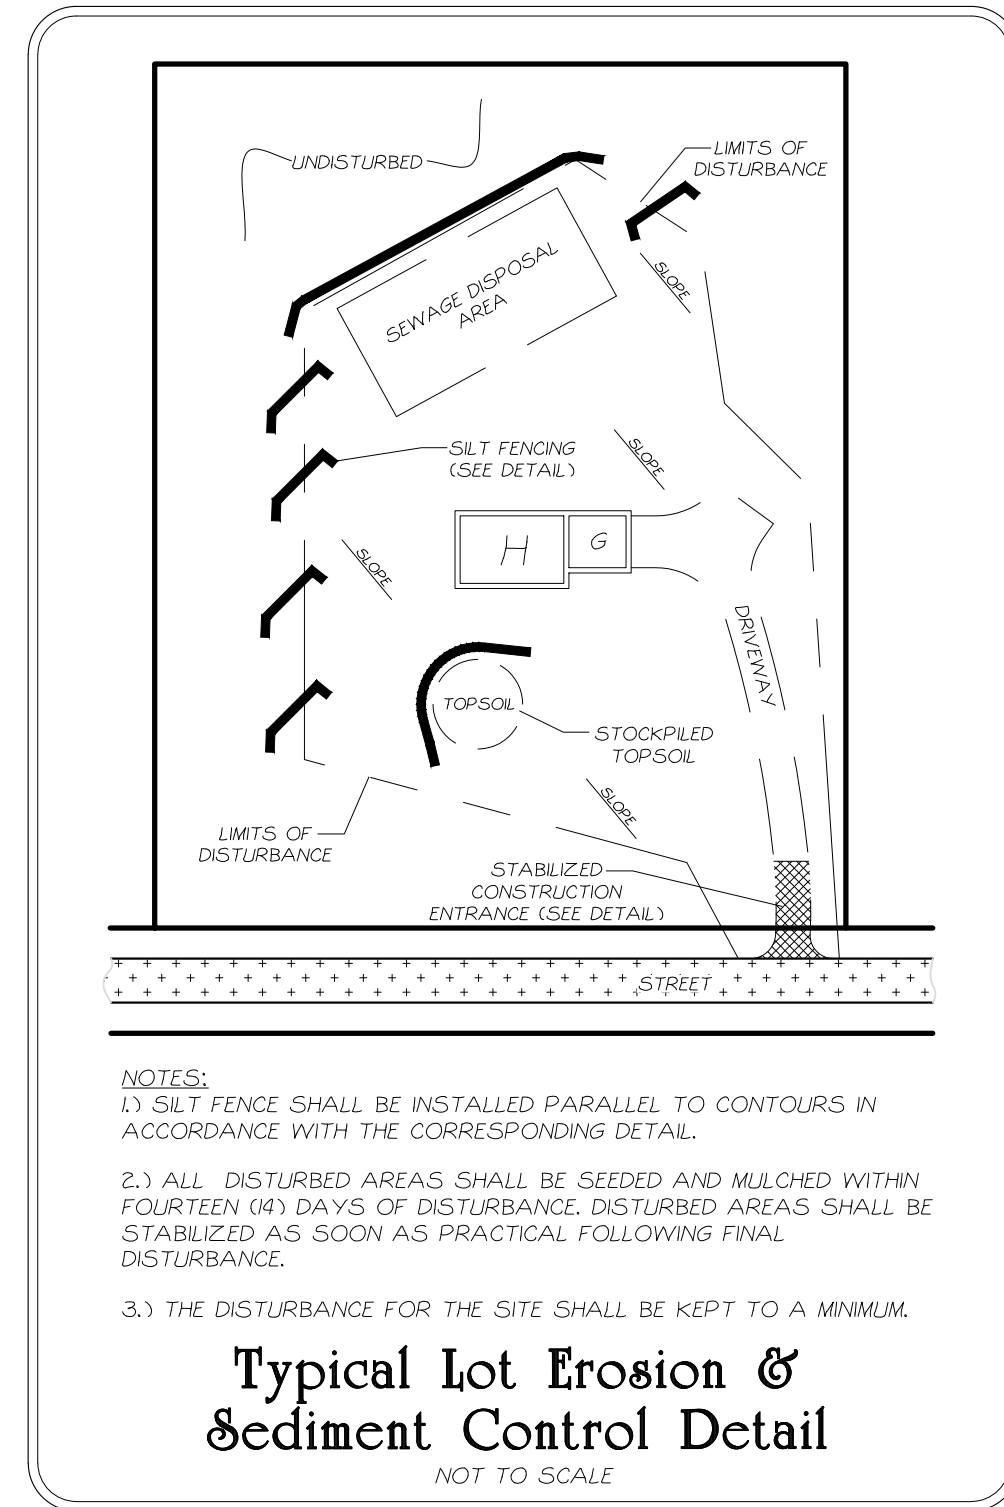 UNDISTURBED
LIMITS OF
DISTURBANCE
SLOPE
SEWAGE DISPOSAL
AREA
SILT FENCING
(SEE DETAIL)
SLOPE
H
G
SLOPE
DRIVEWAY
TOPSOIL
STOCKPILED
TOPSOIL
SLOPE
LIMITS OF
DISTURBANCE
STABILIZED
CONSTRUCTION
ENTRANCE (SEE DETAIL)
STREET
NOTES:
1.) SILT FENCE SHALL BE INSTALLED PARALLEL TO CONTOURS IN
ACCORDANCE WITH THE CORRESPONDING DETAIL.
2.) ALL DISTURBED AREAS SHALL BE SEEDED AND MULCHED WITHIN
FOURTEEN (14) DAYS OF DISTURBANCE. DISTURBED AREAS SHALL BE
STABILIZED AS SOON AS PRACTICAL FOLLOWING FINAL
DISTURBANCE.
3.) THE DISTURBANCE FOR THE SITE SHALL BE KEPT TO A MINIMUM.
Typical Lot Erosion &
Sediment Control Detail
NOT TO SCALE